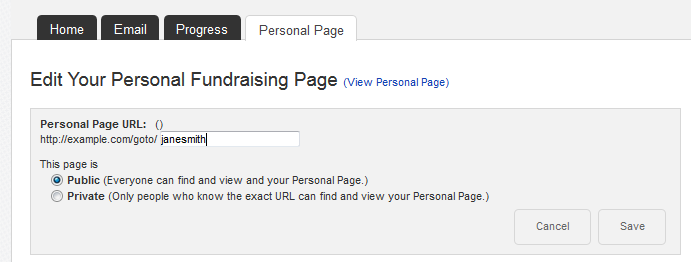 Home Email Progress Personal Page
Edit Your Personal Fundraising Page (View Personal Page)
Personal Page URL: ()
http://example.com/goto/ janesmith
This page is
Public (Everyone can find and view and your Personal Page.)
Private (Only people who know the exact URL can find and view your Personal Page.)
Cancel Save